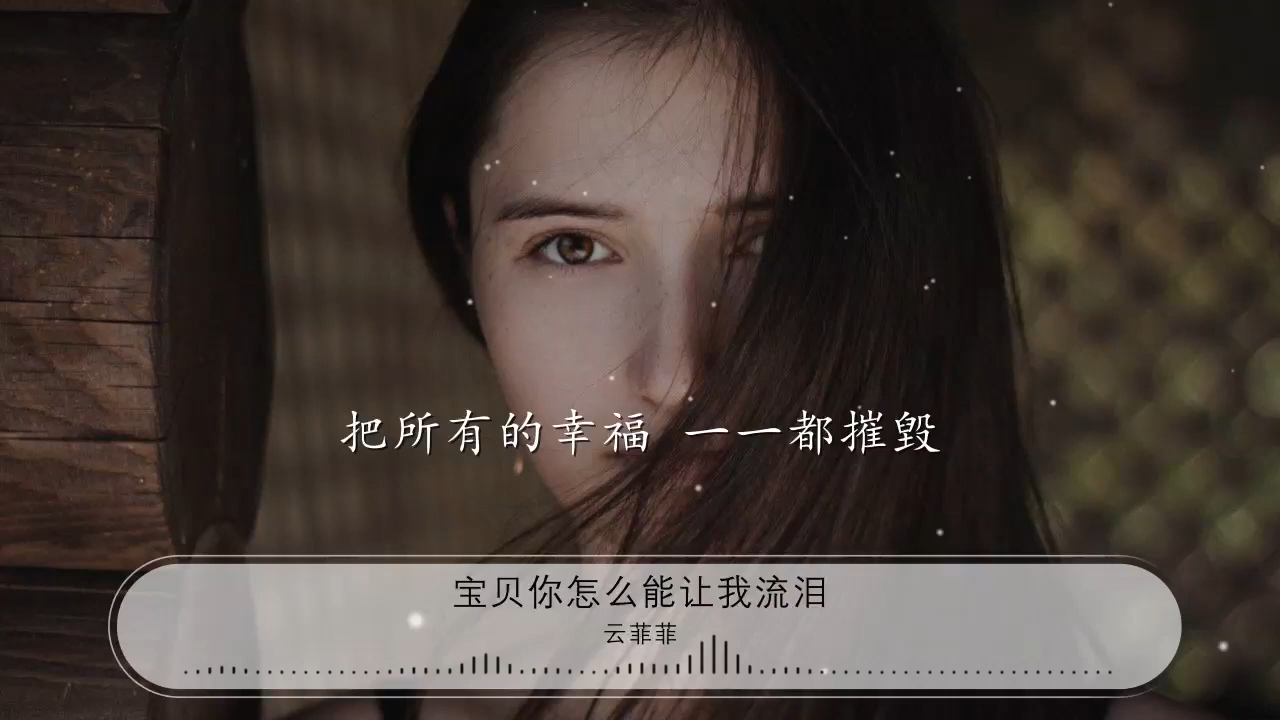 把所有的幸福 一一都摧毁
宝贝你怎么能让我流泪
云菲菲